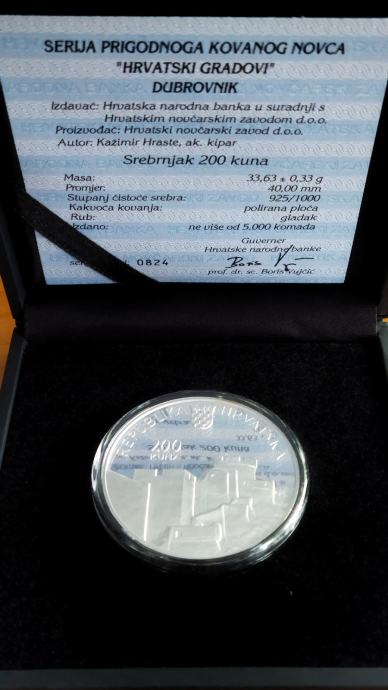 SERIJA PRIGODNOGA KOVANOG NOVCA
"HRVATSKI GRADOVI"
DUBROVNIK
Izdavač: Hrvatska narodna banka u suradnji s
Hrvatskim novčarskim zavodom d.o.o.
Proizvođač: Hrvatski novčarski zavod d.o.o.
Autor: Kažimir Hraste, ak. kipar
Srebrnjak 200 kuna
Masa: 33,63 ± 0,33 g
Promjer: 40,00 mm
Stupanj čistoće srebra: 925/1000
Kakvoća kovanja: polirana ploča
Rub: gladak
Izdano: ne više od 5.000 komada
Guverner
Hrvatske narodne banke
0824
prof. dr. sc. Boris Vujčić
REPUBLIKA HRVATSKA
200
KUNA